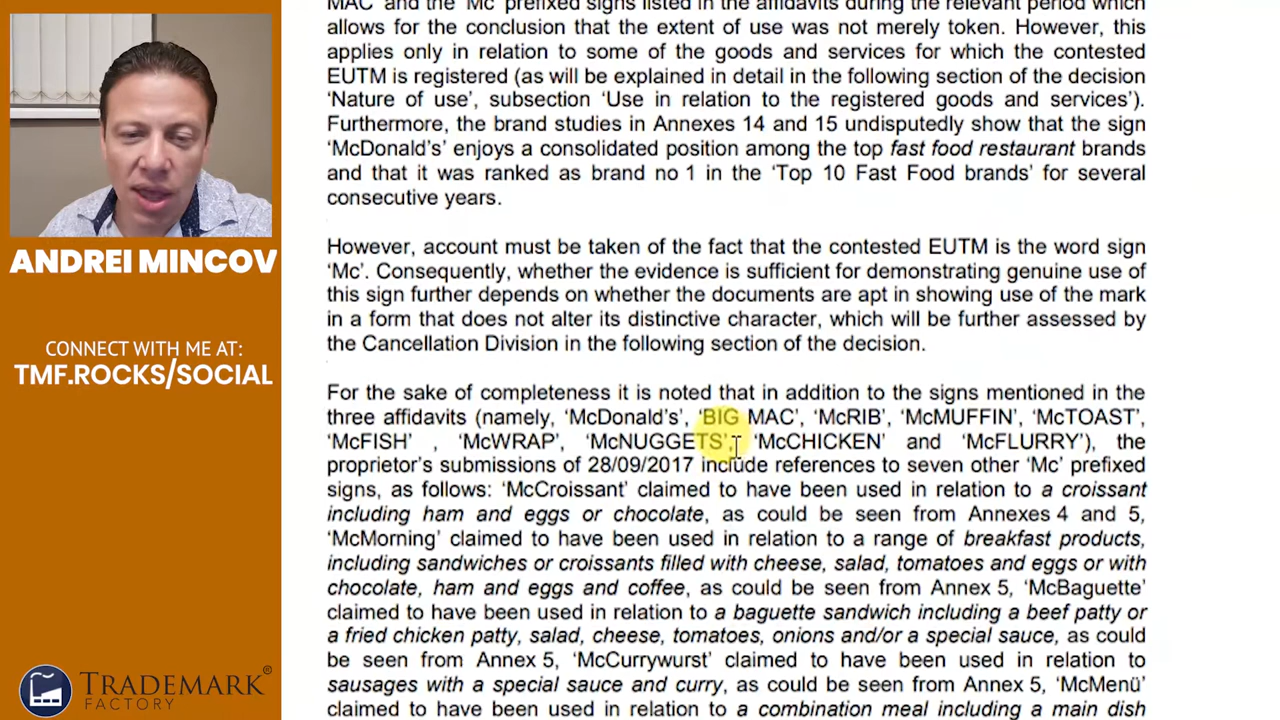 ANDREI MINCOV
CONNECT WITH ME AT:
TMF.ROCKS/SOCIAL
TRADEMARK®
FACTORY
MAC' and the 'Mc' prefixed signs listed in the affidavits during the relevant period which
allows for the conclusion that the extent of use was not merely token. However, this
applies only in relation to some of the goods and services for which the contested
EUTM is registered (as will be explained in detail in the following section of the decision
'Nature of use', subsection 'Use in relation to the registered goods and services').
Furthermore, the brand studies in Annexes 14 and 15 undisputedly show that the sign
'McDonald's' enjoys a consolidated position among the top fast food restaurant brands
and that it was ranked as brand no 1 in the 'Top 10 Fast Food brands' for several
consecutive years.
However, account must be taken of the fact that the contested EUTM is the word sign
'Mc'. Consequently, whether the evidence is sufficient for demonstrating genuine use of
this sign further depends on whether the documents are apt in showing use of the mark
in a form that does not alter its distinctive character, which will be further assessed by
the Cancellation Division in the following section of the decision.
For the sake of completeness it is noted that in addition to the signs mentioned in the
three affidavits (namely, 'McDonald's', 'BIG MAC', 'McRIB', 'McMUFFIN', 'McTOAST',
'McFISH' , 'McWRAP', 'McNUGGETS', 'McCHICKEN' and 'McFLURRY'), the
proprietor's submissions of 28/09/2017 include references to seven other 'Mc' prefixed
signs, as follows: 'McCroissant' claimed to have been used in relation to a croissant
including ham and eggs or chocolate, as could be seen from Annexes 4 and 5,
'McMorning' claimed to have been used in relation to a range of breakfast products,
including sandwiches or croissants filled with cheese, salad, tomatoes and eggs or with
chocolate, ham and eggs and coffee, as could be seen from Annex 5, 'McBaguette'
claimed to have been used in relation to a baguette sandwich including a beef patty or
a fried chicken patty, salad, cheese, tomatoes, onions and/or a special sauce, as could
be seen from Annex 5, 'McCurrywurst' claimed to have been used in relation to
sausages with a special sauce and curry, as could be seen from Annex 5, 'McMenü'
claimed to have been used in relation to a combination meal including a main dish